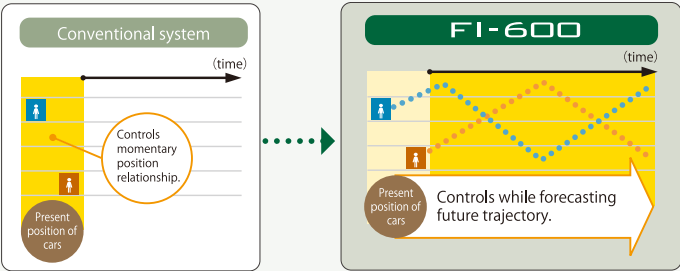 Conventional system
(time)
Controls
momentary
position
relationship.
Present
position of
cars
FI-600
(time)
Present
position of
cars
Controls while forecasting
future trajectory.